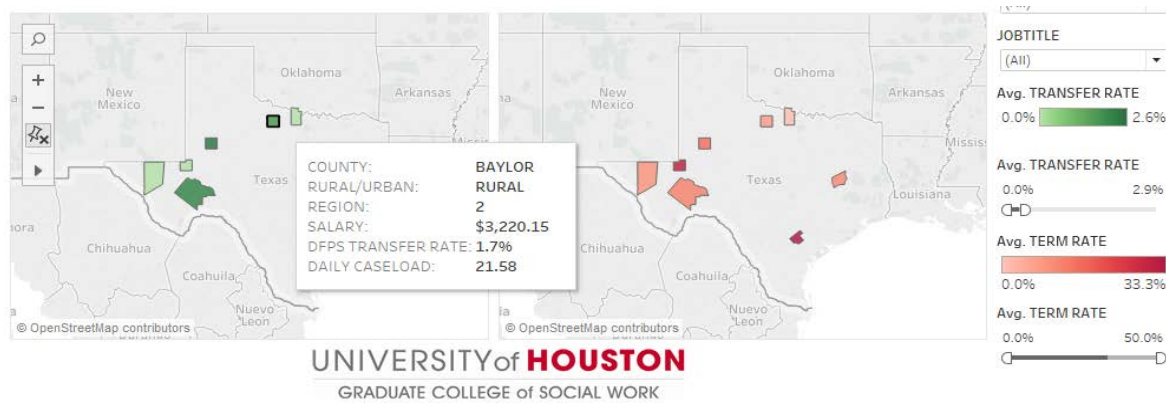 Oklahoma
Arkansas
New
Mexico
Texas
Chihuahua
Coahuila
Nuevo
Leon
© OpenStreetMap contributors
COUNTY: BAYLOR
RURAL/URBAN: RURAL
REGION: 2
SALARY: $3,220.15
DFPS TRANSFER RATE: 1.7%
DAILY CASELOAD: 21.58
Oklahoma
Arkansas
New
Mexico
Missis
Texas
Louisiana
Chihuahua
Coahuila
Nuevo
Leon
© OpenStreetMap contributors
JOBTITLE
(All)
Avg. TRANSFER RATE
0.0% 2.6%
Avg. TRANSFER RATE
0.0% 2.9%
Avg. TERM RATE
0.0% 33.3%
Avg. TERM RATE
0.0% 50.0%
UNIVERSITY of HOUSTON
GRADUATE COLLEGE of SOCIAL WORK